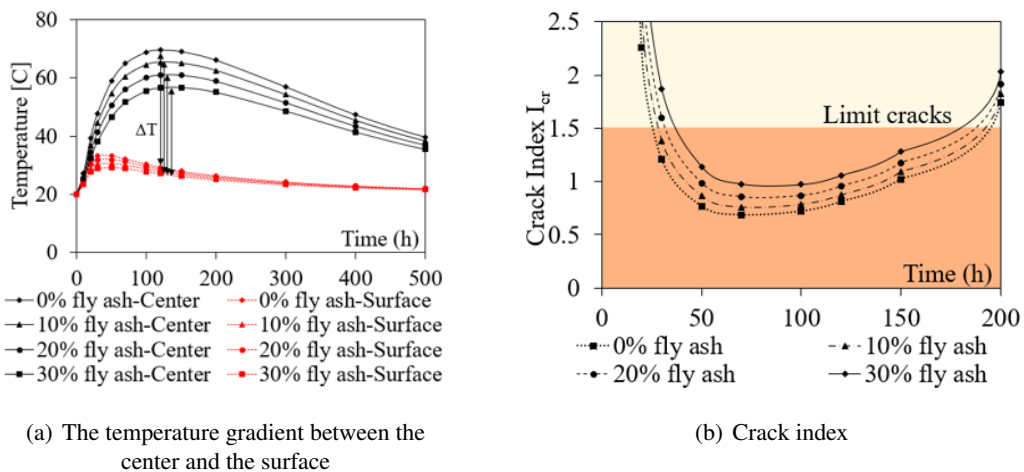 80
60
40
20
0
Temperature [C]
ΔT
Time (h)
0 100 200 300 400 500
0% fly ash-Center 0% fly ash-Surface
10% fly ash-Center 10% fly ash-Surface
20% fly ash-Center 20% fly ash-Surface
30% fly ash-Center 30% fly ash-Surface
(a) The temperature gradient between the
center and the surface
2.5
2
1.5
1
0.5
0
Crack Index Icr
Limit cracks
Time (h)
0 50 100 150 200
0% fly ash 10% fly ash
20% fly ash 30% fly ash
(b) Crack index